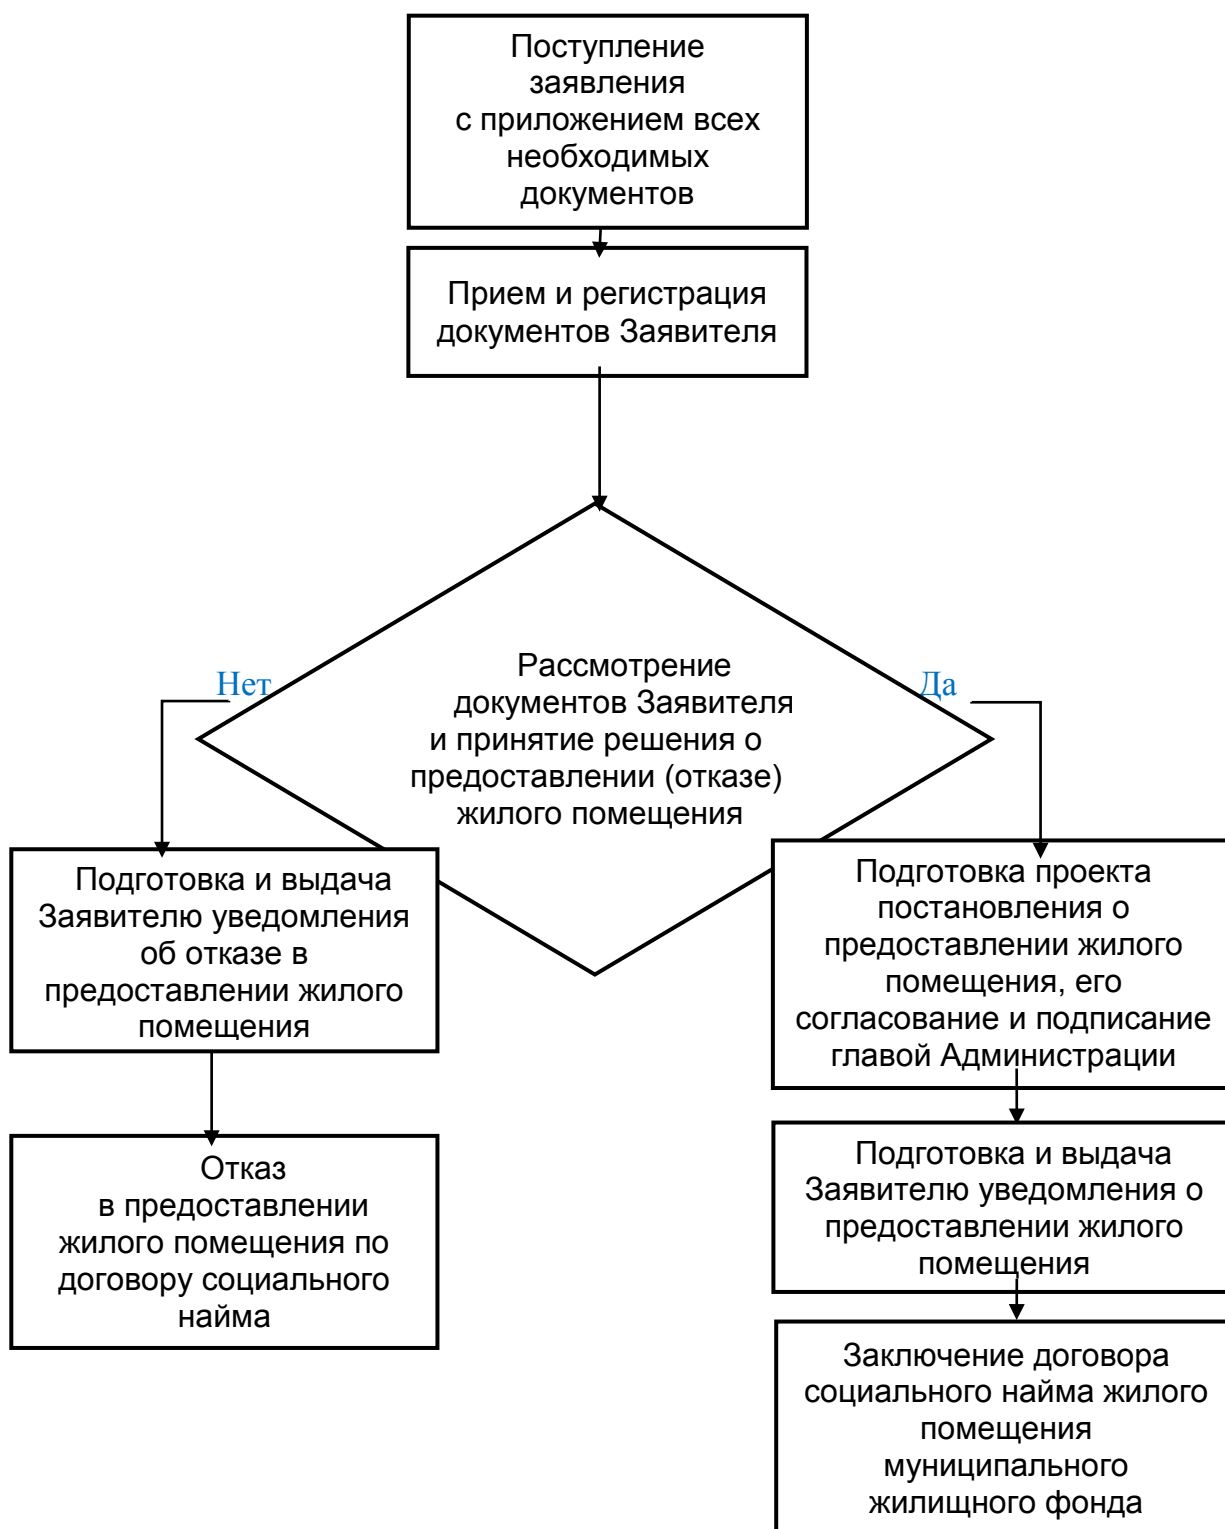 Поступление
заявления
с приложением всех
необходимых
документов
Прием и регистрация
документов Заявителя
Рассмотрение
документов Заявителя
и принятие решения о
предоставлении (отказе)
жилого помещения
Нет
Да
Подготовка и выдача
Заявителю уведомления
об отказе в
предоставлении жилого
помещения
Отказ
в предоставлении
жилого помещения по
договору социального
найма
Подготовка проекта
постановления о
предоставлении жилого
помещения, его
согласование и подписание
главой Администрации
Подготовка и выдача
Заявителю уведомления о
предоставлении жилого
помещения
Заключение договора
социального найма жилого
помещения
муниципального
жилищного фонда